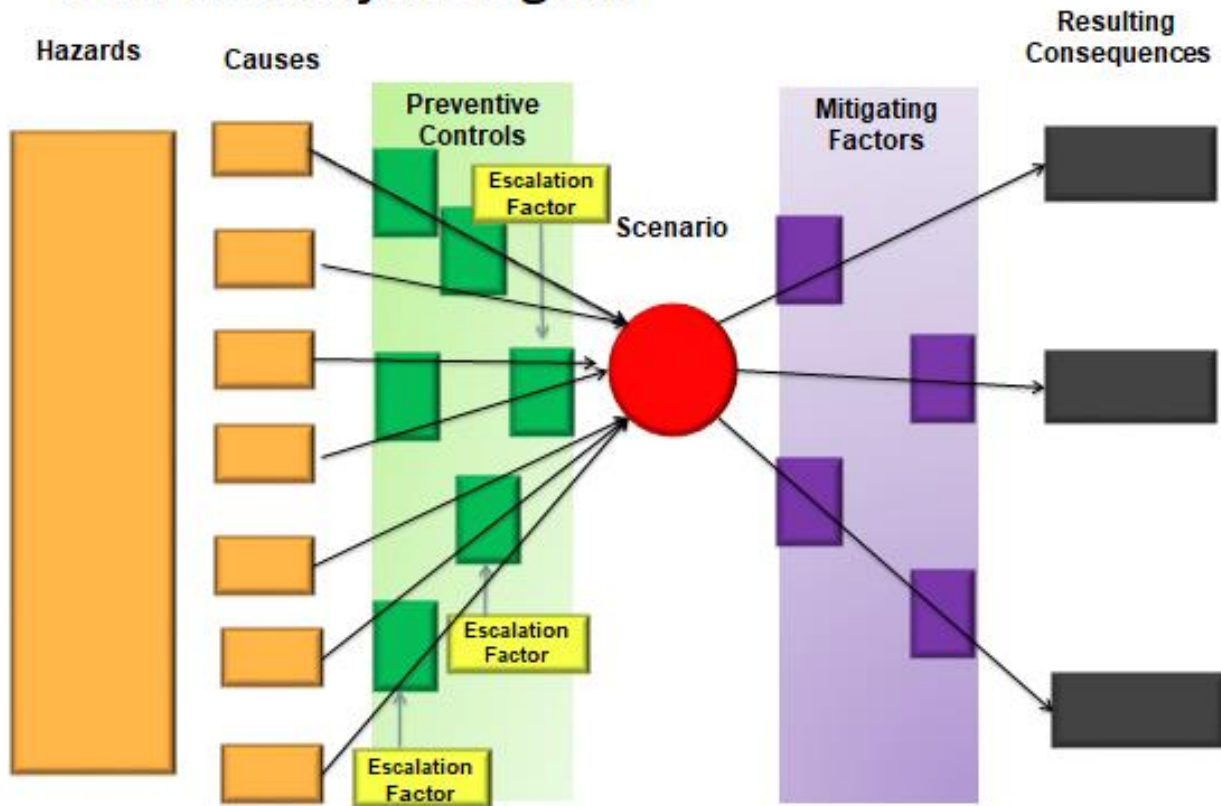 Hazards
Causes
Preventive
Controls
Escalation
Factor
Scenario
Mitigating
Factors
Resulting
Consequences
Escalation
Factor
Escalation
Factor